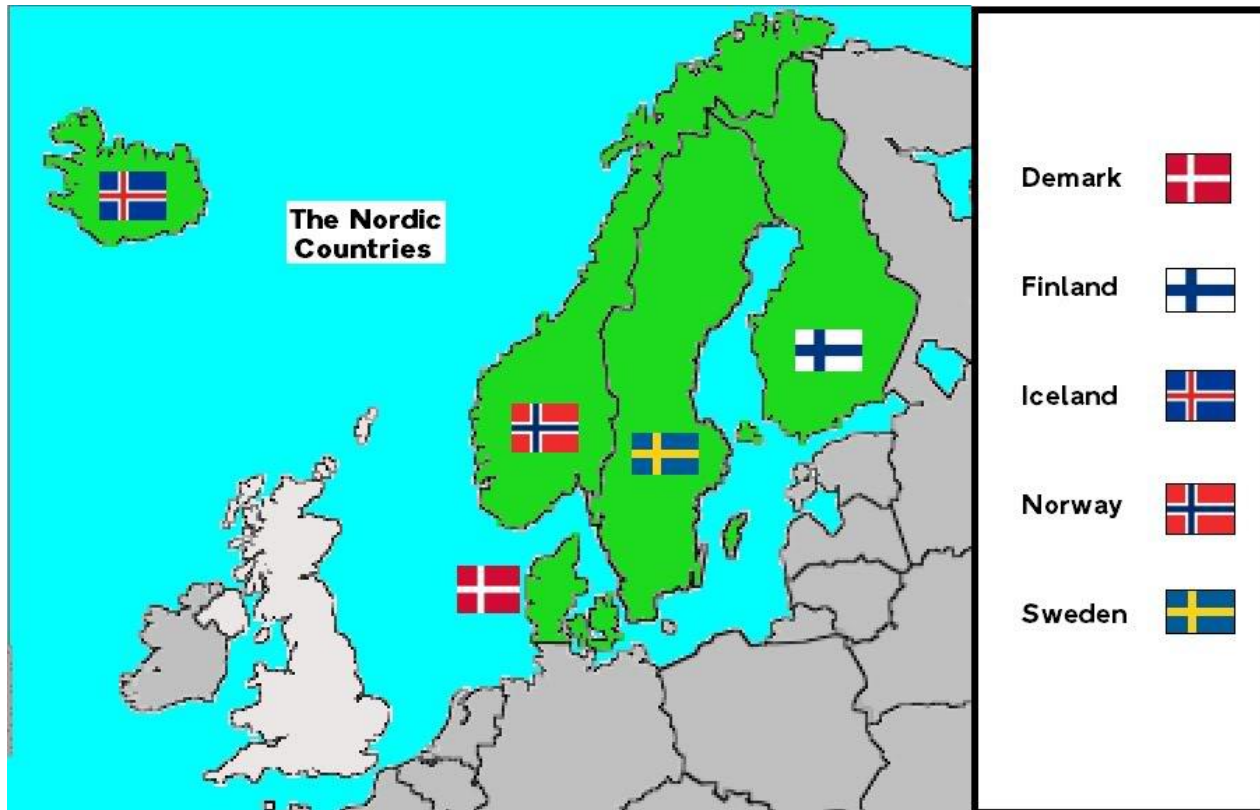 The Nordic
Countries
Demark
Finland
Iceland
Norway
Sweden